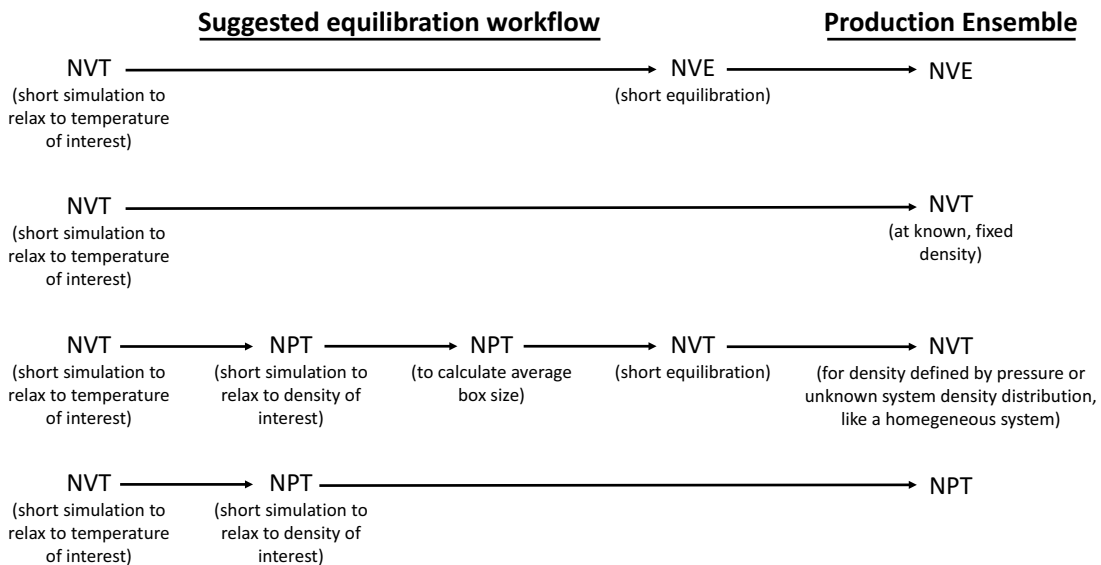 Suggested equilibration workflow
Production Ensemble
NVT
NVE
NVE
(short simulation to
relax to temperature
of interest)
(short equilibration)
NVT
NVT
(short simulation to
relax to temperature
of interest)
(at known, fixed
density)
NVT
NPT
NPT
NVT
NVT
(short simulation to
relax to temperature
of interest)
(short simulation to
relax to density of
interest)
(to calculate average
box size)
(short equilibration)
(for density defined by pressure or
unknown system density distribution,
like a homegeneous system)
NVT
NPT
NPT
(short simulation to
relax to temperature
of interest)
(short simulation to
relax to density of
interest)